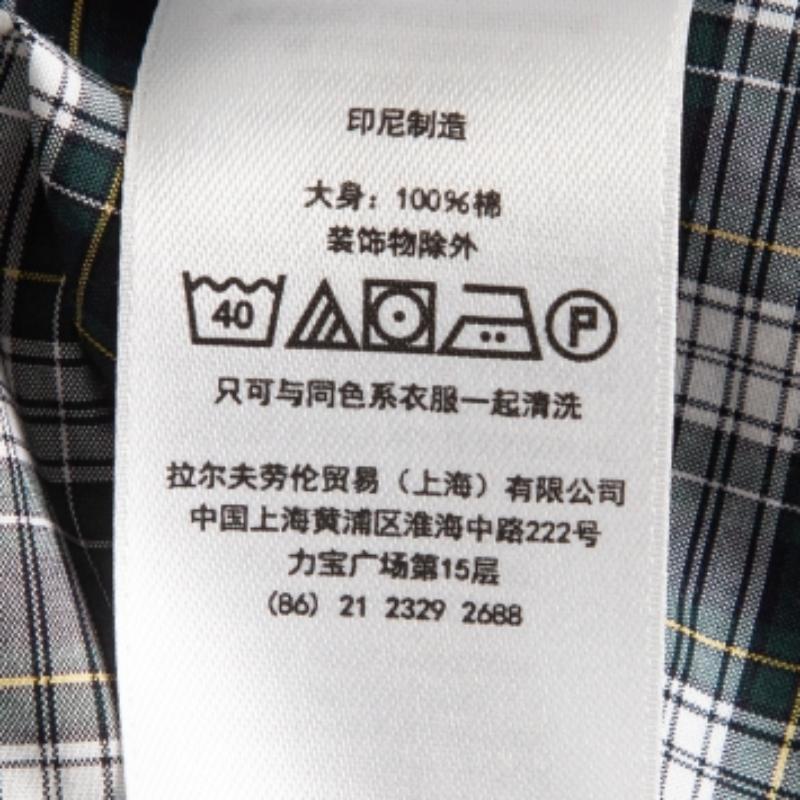 印尼制造
大身：100%棉
装饰物除外
40
P
只可与同色系衣服一起清洗
拉尔夫劳伦贸易（上海）有限公司
中国上海黄浦区淮海中路222号
力宝广场第15层
(86) 21 2329 2688